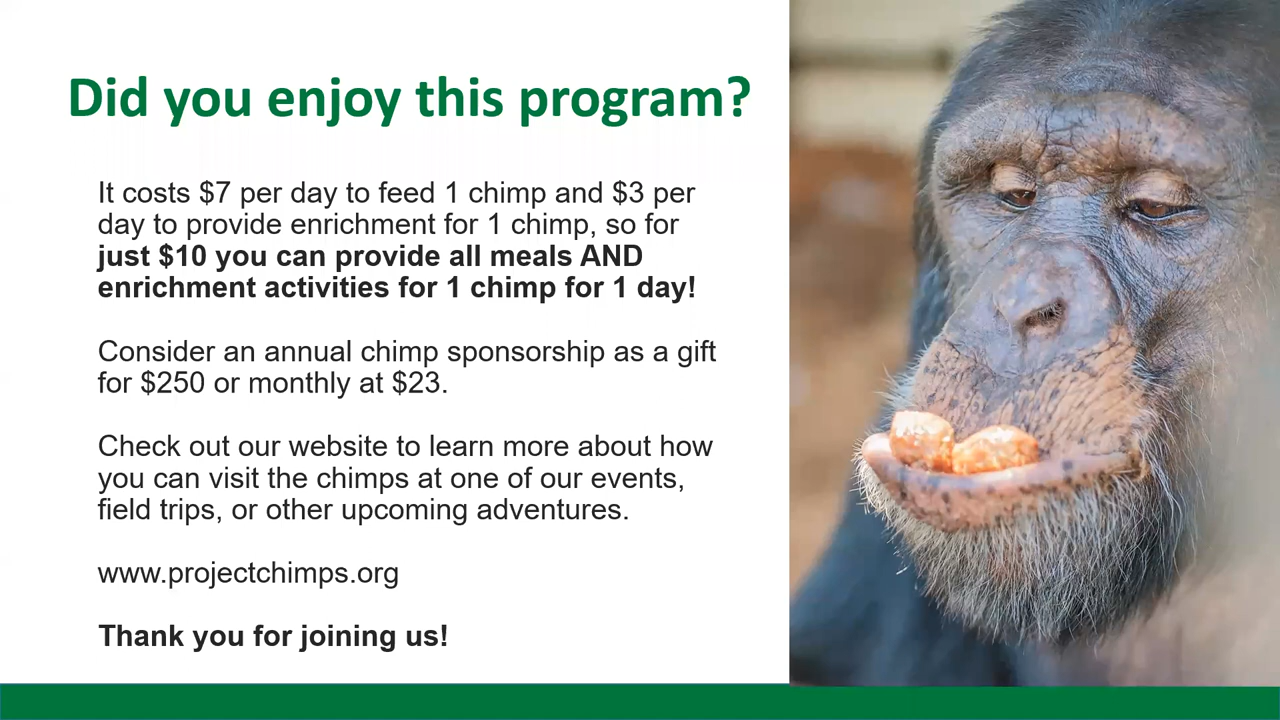 Did you enjoy this program?
It costs $7 per day to feed 1 chimp and $3 per
day to provide enrichment for 1 chimp, so for
just $10 you can provide all meals AND
enrichment activities for 1 chimp for 1 day!
Consider an annual chimp sponsorship as a gift
for $250 or monthly at $23.
Check out our website to learn more about how
you can visit the chimps at one of our events,
field trips, or other upcoming adventures.
www.projectchimps.org
Thank you for joining us!